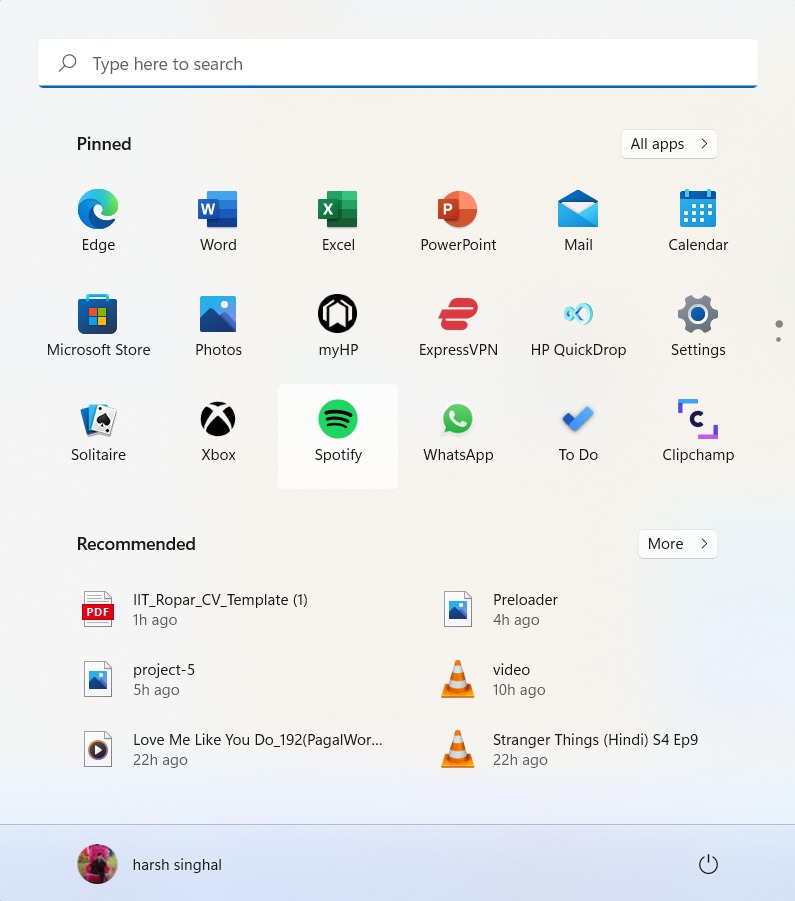 Type here to search
Pinned
All apps
Edge
Word
Excel
PowerPoint
Mail
Calendar
Microsoft Store
Photos
myHP
ExpressVPN
HP QuickDrop
Settings
Solitaire
Xbox
Spotify
WhatsApp
To Do
Clipchamp
Recommended
More
PDF
IIT_Ropar_CV_Template (1)
1h ago
Preloader
4h ago
project-5
5h ago
video
10h ago
Love Me Like You Do_192(PagalWor...
22h ago
Stranger Things (Hindi) S4 Ep9
22h ago
harsh singhal